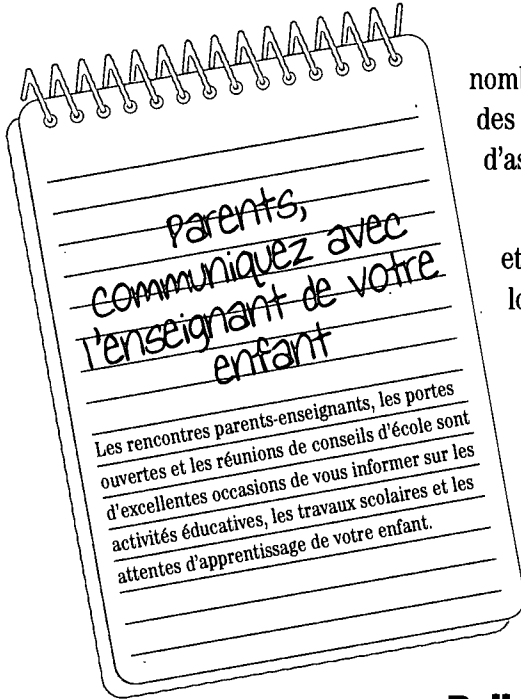 Parents,
communiquez avec
l'enseignant de votre
enfant
Les rencontres parents-enseignants, les portes
ouvertes et les réunions de conseils d'école sont
d'excellentes occasions de vous informer sur les
activités éducatives, les travaux scolaires et les
attentes d'apprentissage de votre enfant.
des
et